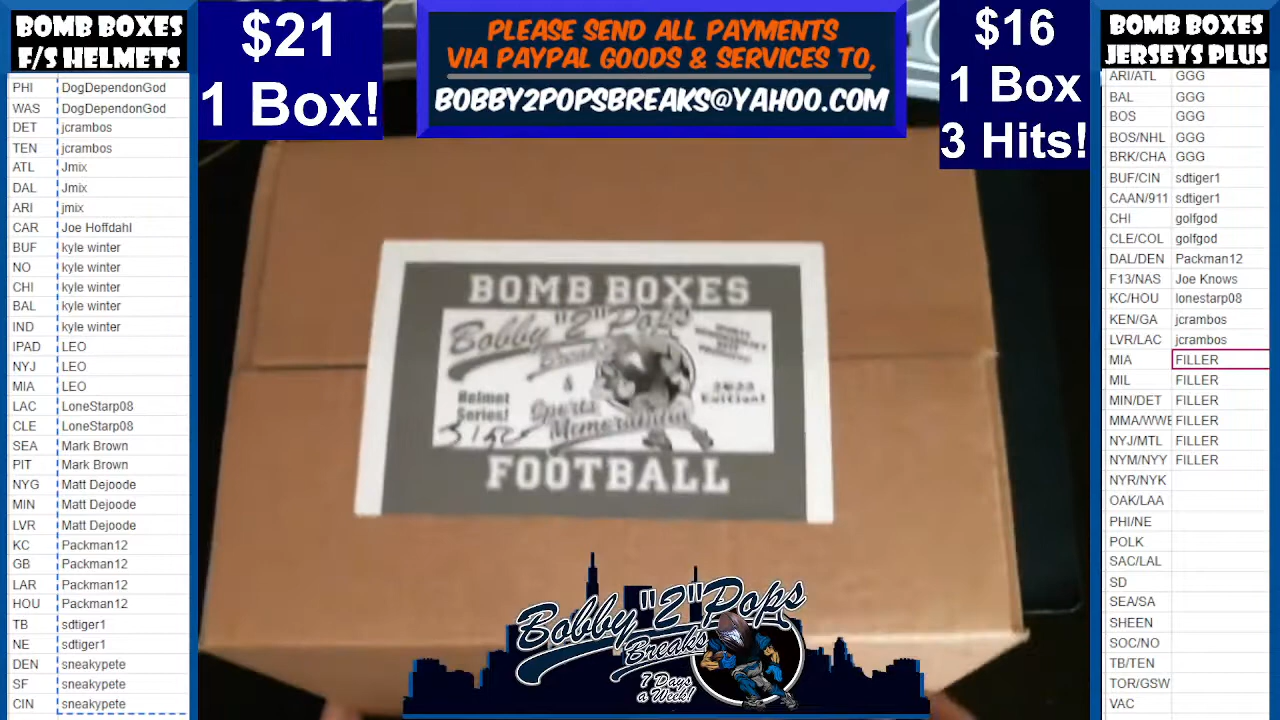 BOMB BOXES
F/S HELMETS
PHI DogDependonGod
WAS DogDependonGod
DET jcrambos
TEN jcrambos
ATL Jmix
DAL Jmix
ARI jmix
CAR Joe Hoffdahl
BUF kyle winter
NO kyle winter
CHI kyle winter
BAL kyle winter
IND kyle winter
IPAD LEO
NYJ LEO
MIA LEO
LAC LoneStarp08
CLE LoneStarp08
SEA Mark Brown
PIT Mark Brown
NYG Matt Dejoode
MIN Matt Dejoode
LVR Matt Dejoode
KC Packman12
GB Packman12
LAR Packman12
HOU Packman12
TB sdtiger1
NE sdtiger1
DEN sneakypete
SF sneakypete
CIN sneakypete
$21
1 Box!
PLEASE SEND ALL PAYMENTS
VIA PAYPAL GOODS & SERVICES TO,
BOBBY2POPSBREAKS@YAHOO.COM
BOMB BOXES
Bobby "2" Pops
Breaks
&
Sports
Memorabilia
Helmet
Series!
2023
Edition!
FOOTBALL
Bobby "2" Pops
Breaks
7 Days
a Week!
$16
1 Box
3 Hits!
BOMB BOXES
JERSEYS PLUS
ARI/ATL GGG
BAL GGG
BOS GGG
BOS/NHL GGG
BRK/CHA GGG
BUF/CIN sdtiger1
CAAN/911 sdtiger1
CHI golfgod
CLE/COL golfgod
DAL/DEN Packman12
F13/NAS Joe Knows
KC/HOU lonestarp08
KEN/GA jcrambos
LVR/LAC jcrambos
MIA FILLER
MIL FILLER
MIN/DET FILLER
MMA/WWE FILLER
NYJ/MTL FILLER
NYM/NYY FILLER
NYR/NYK
OAK/LAA
PHI/NE
POLK
SAC/LAL
SD
SEA/SA
SHEEN
SOC/NO
TB/TEN
TOR/GSW
VAC